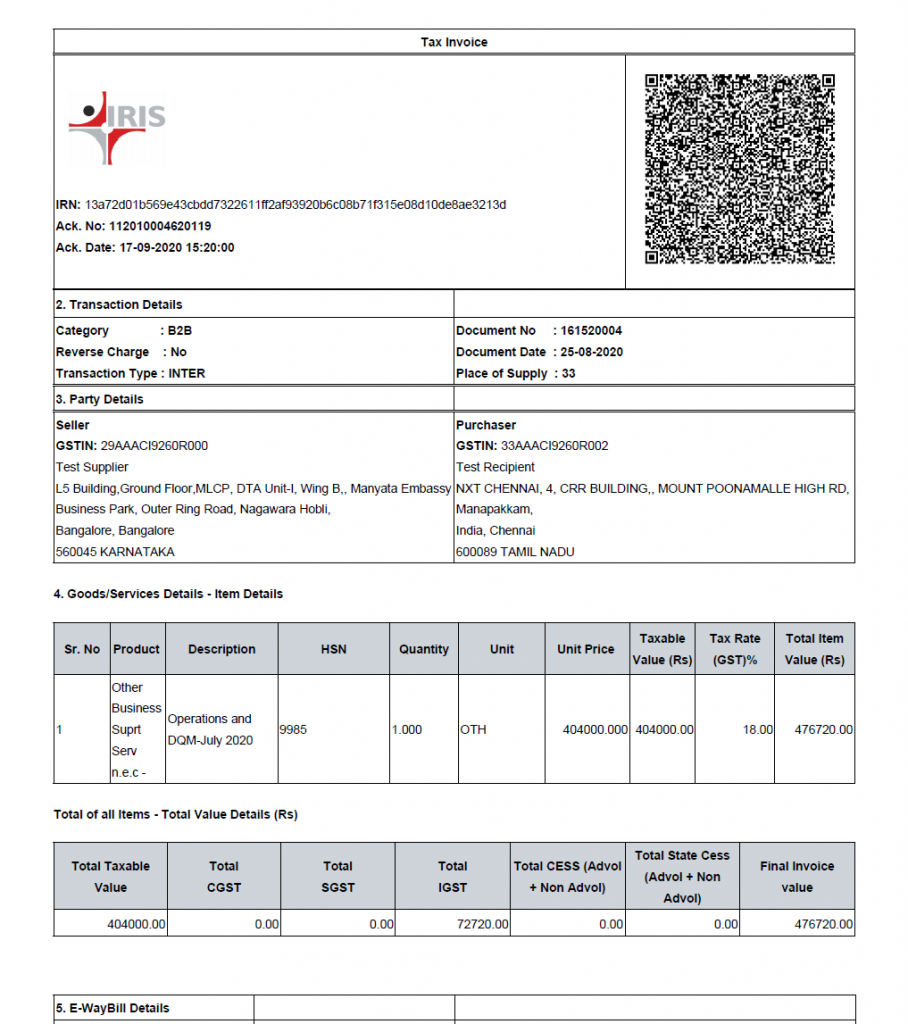 Tax Invoice
IRIS
IRN: 13a72d01b569e43cbdd7322611ff2af93920b6c08b71f315e08d10de8ae3213d
Ack. No: 112010004620119
Ack. Date: 17-09-2020 15:20:00
2. Transaction Details
Category : B2B
Reverse Charge : No
Transaction Type : INTER
Document No : 161520004
Document Date : 25-08-2020
Place of Supply : 33
3. Party Details
Seller
GSTIN: 29AAACI9260R000
Test Supplier
L5 Building,Ground Floor,MLCP, DTA Unit-I, Wing B,, Manyata Embassy
Business Park, Outer Ring Road, Nagawara Hobli,
Bangalore, Bangalore
560045 KARNATAKA
Purchaser
GSTIN: 33AAACI9260R002
Test Recipient
NXT CHENNAI, 4, CRR BUILDING,, MOUNT POONAMALLE HIGH RD,
Manapakkam,
India, Chennai
600089 TAMIL NADU
4. Goods/Services Details - Item Details
Sr. No
Product
Description
HSN
Quantity
Unit
Unit Price
Taxable
Value (Rs)
Tax Rate
(GST)%
Total Item
Value (Rs)
1
Other
Business
Suprt
Serv
n.e.c -
Operations and
DQM-July 2020
9985
1.000
OTH
404000.000
404000.00
18.00
476720.00
Total of all Items - Total Value Details (Rs)
Total Taxable
Value
Total
CGST
Total
SGST
Total
IGST
Total CESS (Advol
+ Non Advol)
Total State Cess
(Advol + Non
Advol)
Final Invoice
value
404000.00
0.00
0.00
72720.00
0.00
0.00
476720.00
5. E-WayBill Details